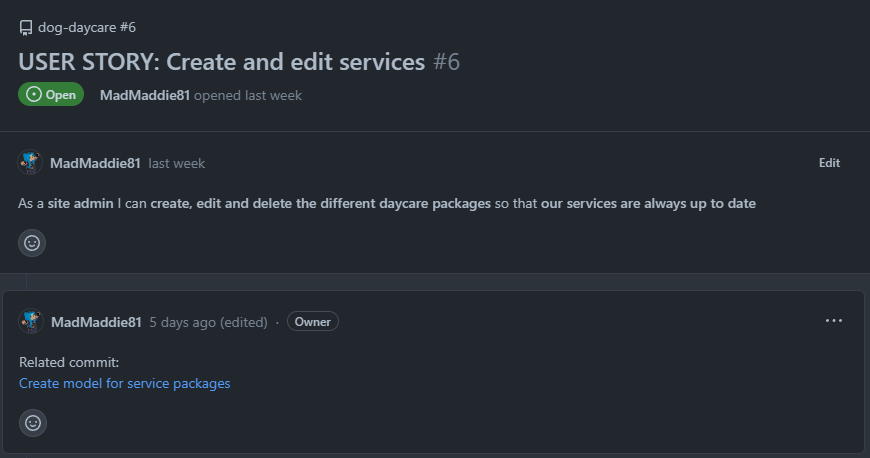 dog-daycare #6
USER STORY: Create and edit services #6
Open MadMaddie81 opened last week
MadMaddie81 last week Edit
As a site admin I can create, edit and delete the different daycare packages so that our services are always up to date
MadMaddie81 5 days ago (edited) · Owner ...
Related commit:
Create model for service packages